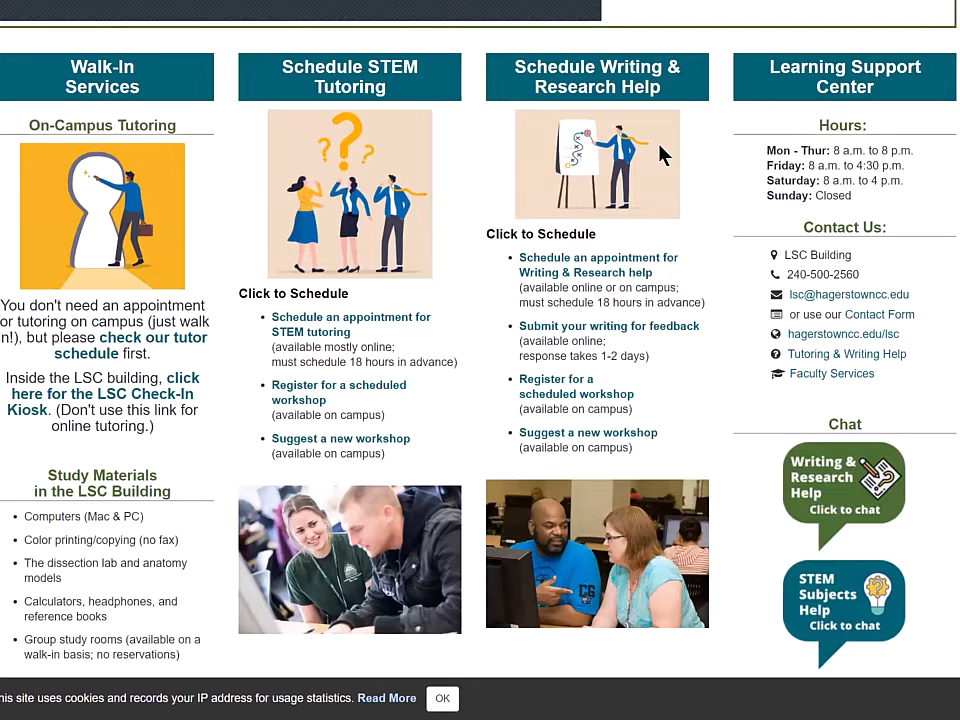 Walk-In
Services
On-Campus Tutoring
You don't need an appointment
or tutoring on campus (just walk
n!), but please check our tutor
schedule first.
Inside the LSC building, click
here for the LSC Check-In
Kiosk. (Don't use this link for
online tutoring.)
Study Materials
in the LSC Building
• Computers (Mac & PC)
• Color printing/copying (no fax)
• The dissection lab and anatomy
models
• Calculators, headphones, and
reference books
• Group study rooms (available on a
walk-in basis; no reservations)
Schedule STEM
Tutoring
Click to Schedule
• Schedule an appointment for
STEM tutoring
(available mostly online;
must schedule 18 hours in advance)
• Register for a scheduled
workshop
(available on campus)
• Suggest a new workshop
(available on campus)
Schedule Writing &
Research Help
Click to Schedule
• Schedule an appointment for
Writing & Research help
(available online or on campus;
must schedule 18 hours in advance)
• Submit your writing for feedback
(available online;
response takes 1-2 days)
• Register for a
scheduled workshop
(available on campus)
• Suggest a new workshop
(available on campus)
CG
Learning Support
Center
Hours:
Mon - Thur: 8 a.m. to 8 p.m.
Friday: 8 a.m. to 4:30 p.m.
Saturday: 8 a.m. to 4 p.m.
Sunday: Closed
Contact Us:
LSC Building
240-500-2560
lsc@hagerstowncc.edu
or use our Contact Form
hagerstowncc.edu/lsc
Tutoring & Writing Help
Faculty Services
Chat
Writing &
Research
Help
Click to chat
STEM
Subjects
Help
Click to chat
his site uses cookies and records your IP address for usage statistics. Read More OK